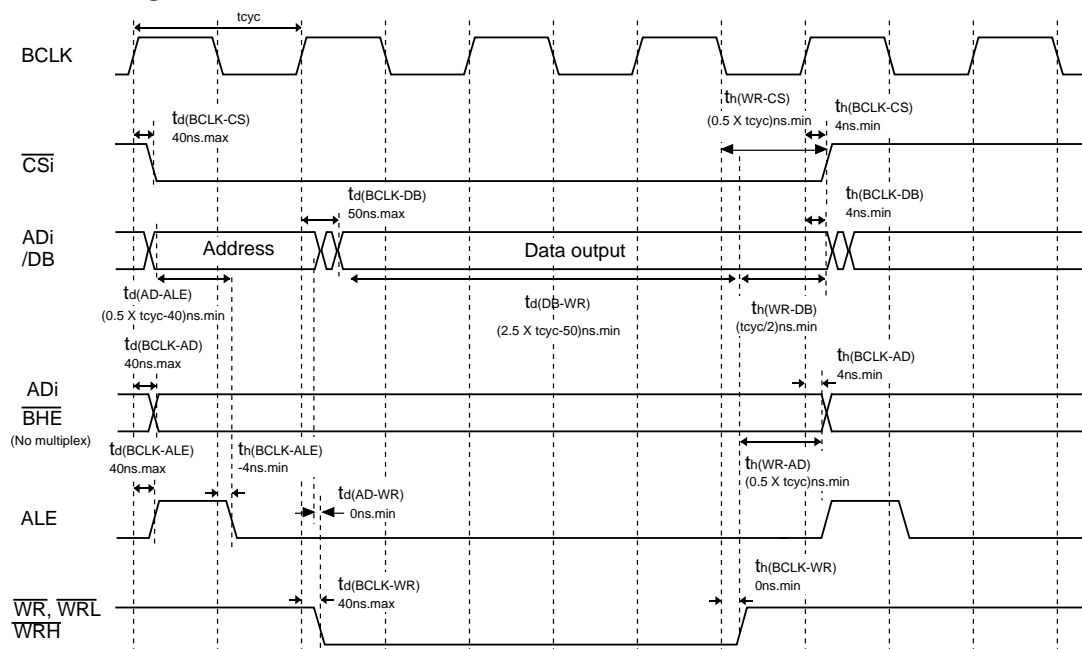 tcyc
BCLK
td(BCLK-CS)
40ns.max
th(WR-CS)
(0.5 X tcyc)ns.min
th(BCLK-CS)
4ns.min
CSi
td(BCLK-DB)
50ns.max
th(BCLK-DB)
4ns.min
ADi
/DB
Address
Data output
td(AD-ALE)
(0.5 X tcyc-40)ns.min
td(DB-WR)
(2.5 X tcyc-50)ns.min
th(WR-DB)
(tcyc/2)ns.min
td(BCLK-AD)
40ns.max
th(BCLK-AD)
4ns.min
ADi
BHE
(No multiplex)
td(BCLK-ALE)
40ns.max
th(BCLK-ALE)
-4ns.min
th(WR-AD)
(0.5 X tcyc)ns.min
td(AD-WR)
0ns.min
ALE
td(BCLK-WR)
40ns.max
th(BCLK-WR)
0ns.min
WR, WRL
WRH